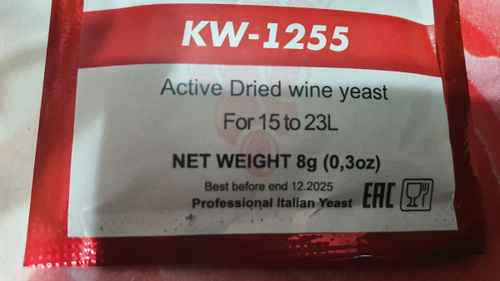 KW-1255
Active Dried wine yeast
For 15 to 23L
NET WEIGHT 8g (0,3oz)
Best before end 12.2025
Professional Italian Yeast
EAC